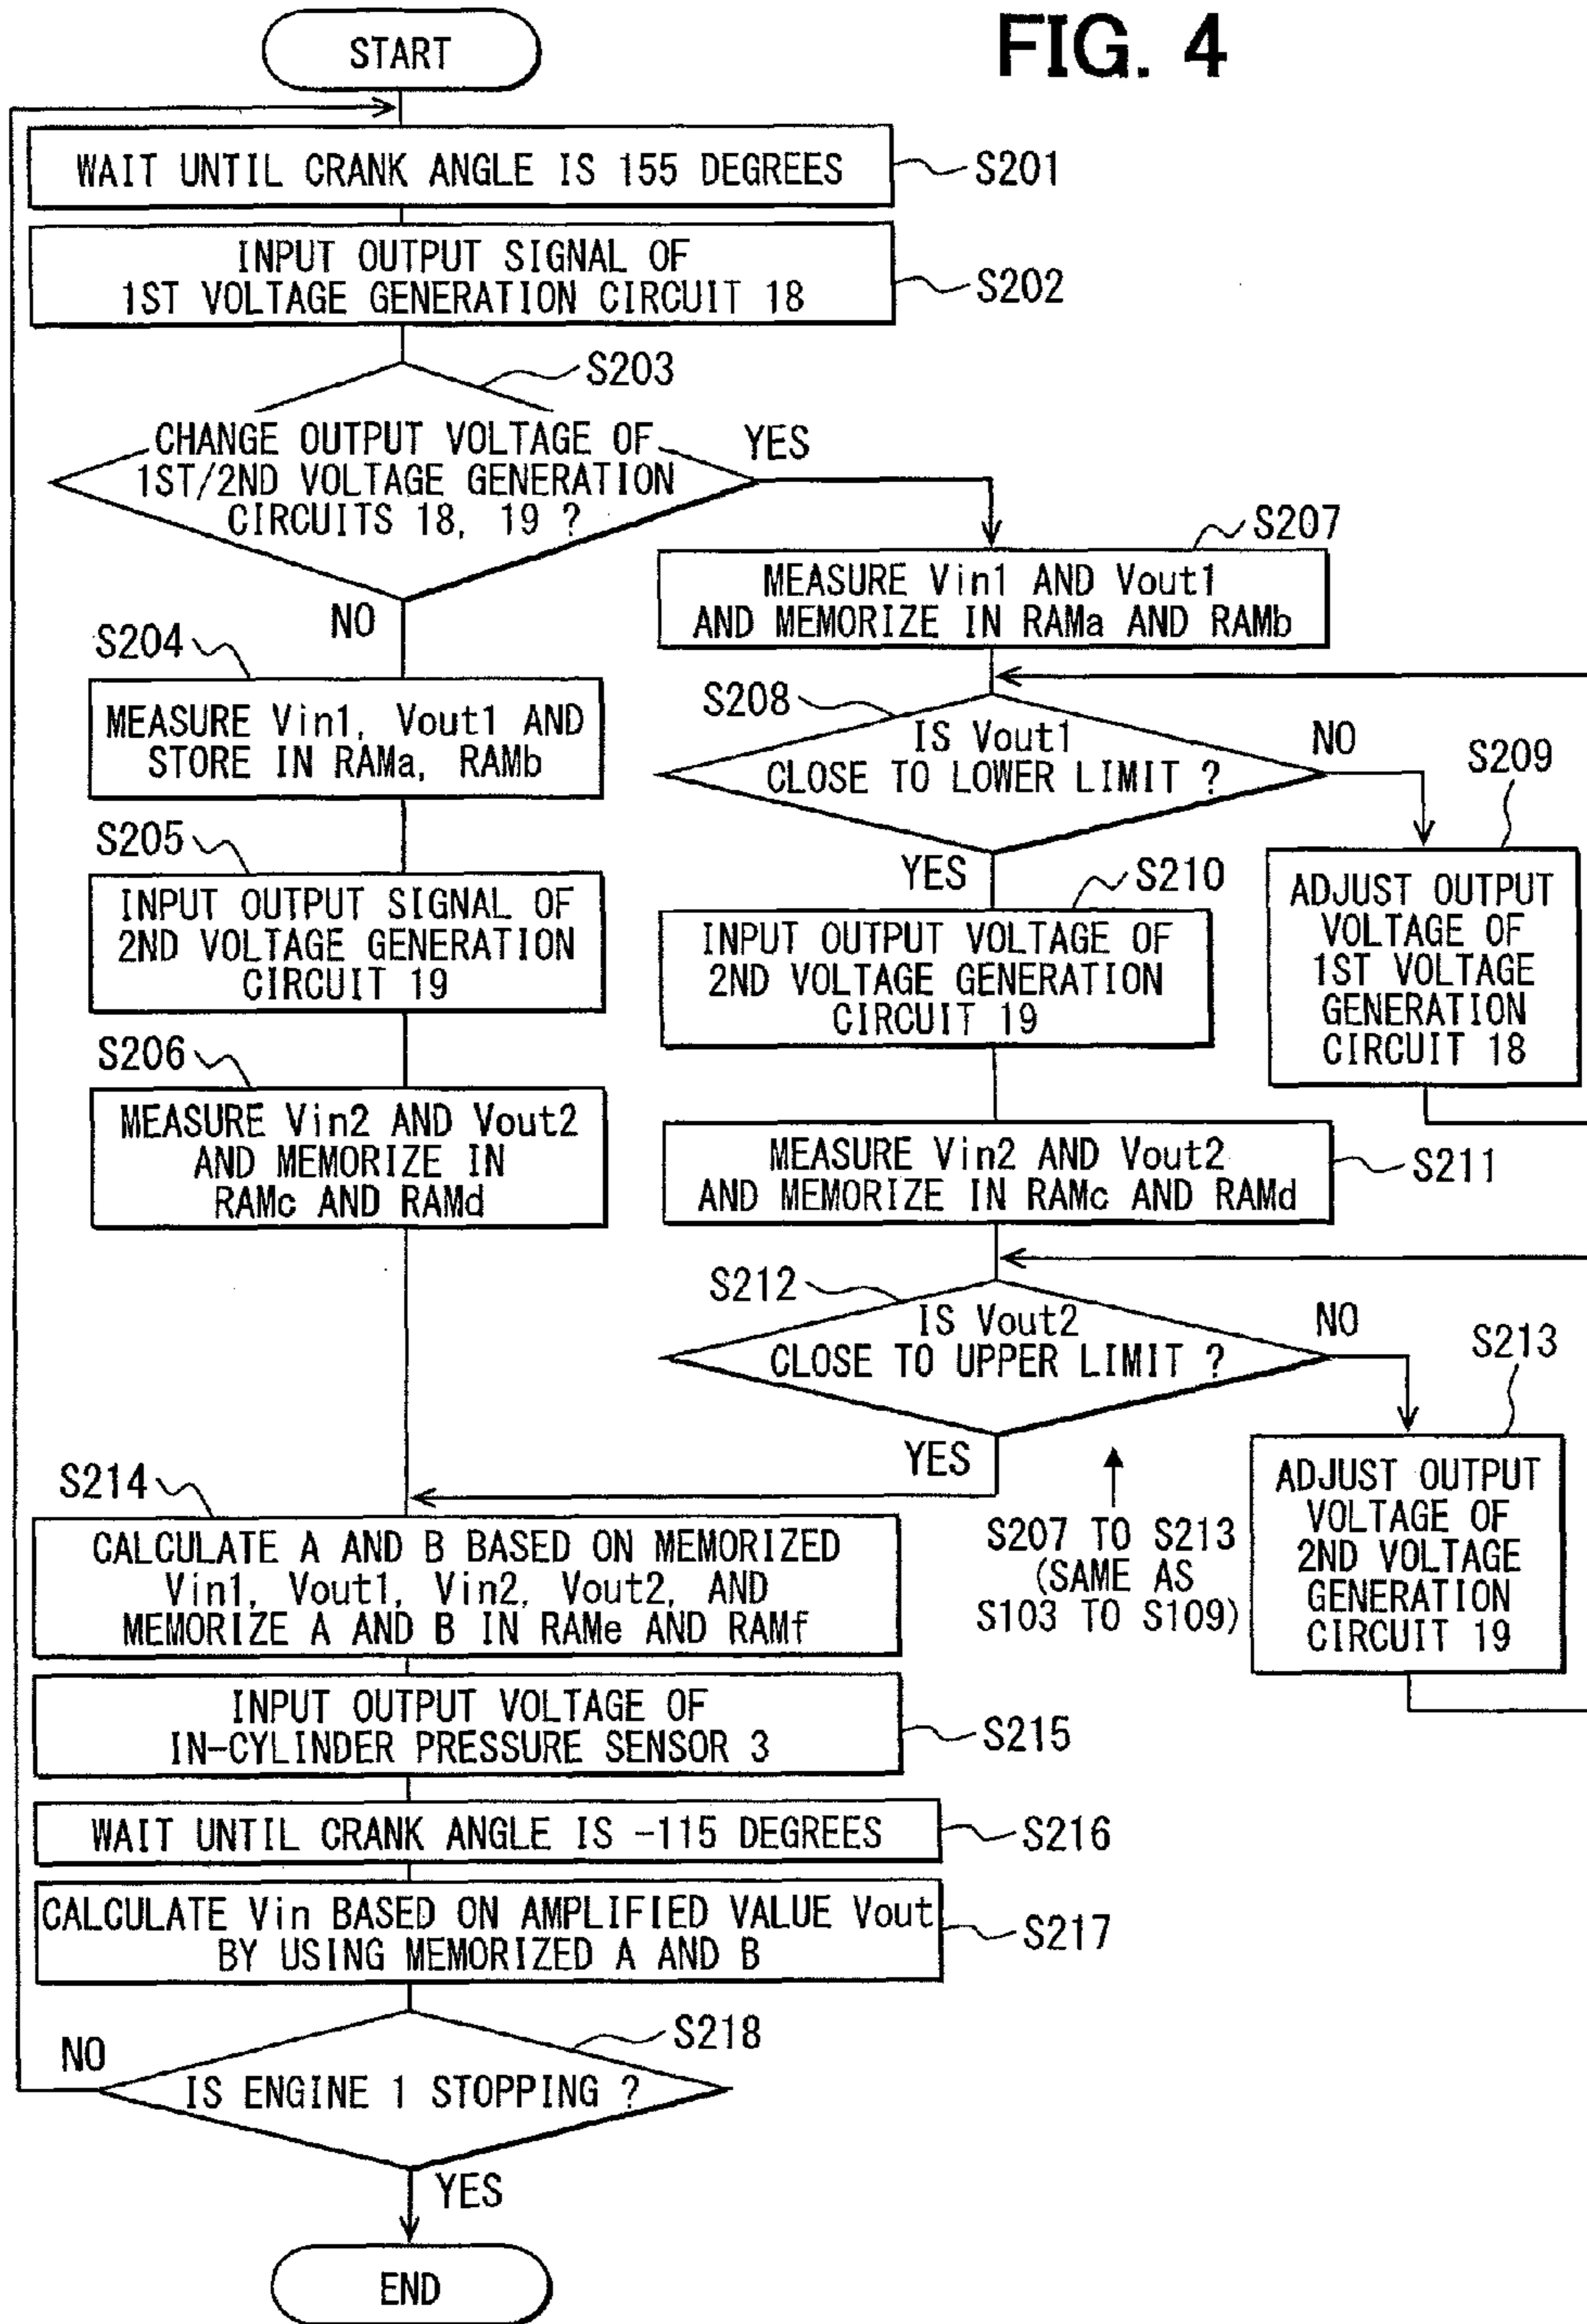 FIG. 4
START
WAIT UNTIL CRANK ANGLE IS 155 DEGREES
S201
INPUT OUTPUT SIGNAL OF
1ST VOLTAGE GENERATION CIRCUIT 18
S202
S203
CHANGE OUTPUT VOLTAGE OF
1ST/2ND VOLTAGE GENERATION
CIRCUITS 18, 19 ?
YES
NO
S204
MEASURE Vin1, Vout1 AND
STORE IN RAMa, RAMb
S205
INPUT OUTPUT SIGNAL OF
2ND VOLTAGE GENERATION
CIRCUIT 19
S206
MEASURE Vin2 AND Vout2
AND MEMORIZE IN
RAMc AND RAMd
S207
MEASURE Vin1 AND Vout1
AND MEMORIZE IN RAMa AND RAMb
S208
IS Vout1
CLOSE TO LOWER LIMIT ?
NO
S209
ADJUST OUTPUT
VOLTAGE OF
1ST VOLTAGE
GENERATION
CIRCUIT 18
YES
S210
INPUT OUTPUT VOLTAGE OF
2ND VOLTAGE GENERATION
CIRCUIT 19
MEASURE Vin2 AND Vout2
AND MEMORIZE IN RAMc AND RAMd
S211
S212
IS Vout2
CLOSE TO UPPER LIMIT ?
NO
S213
ADJUST OUTPUT
VOLTAGE OF
2ND VOLTAGE
GENERATION
CIRCUIT 19
YES
S207 TO S213
(SAME AS
S103 TO S109)
S214
CALCULATE A AND B BASED ON MEMORIZED
Vin1, Vout1, Vin2, Vout2, AND
MEMORIZE A AND B IN RAMe AND RAMf
INPUT OUTPUT VOLTAGE OF
IN-CYLINDER PRESSURE SENSOR 3
S215
WAIT UNTIL CRANK ANGLE IS -115 DEGREES
S216
CALCULATE Vin BASED ON AMPLIFIED VALUE Vout
BY USING MEMORIZED A AND B
S217
S218
IS ENGINE 1 STOPPING ?
NO
YES
END